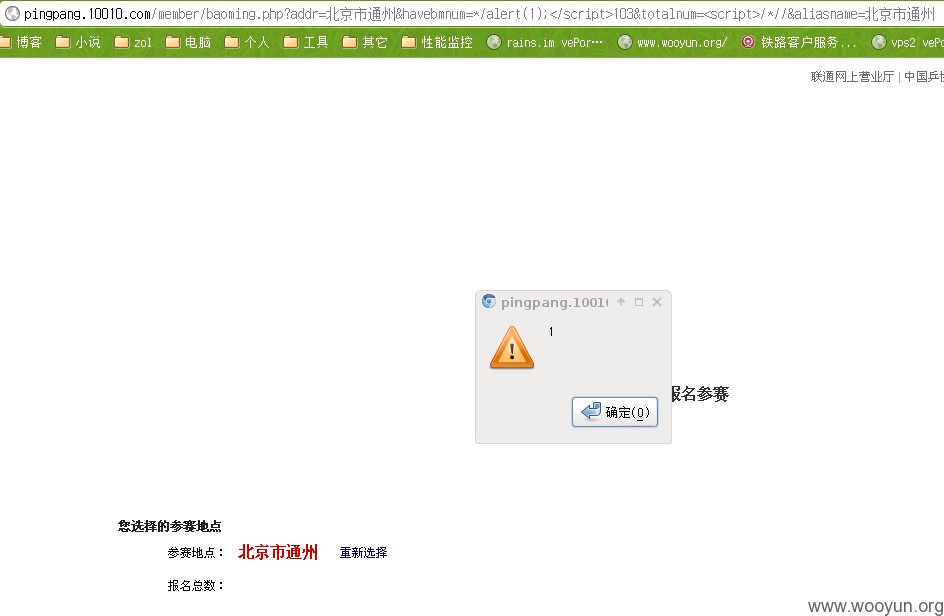 pingpang.10010.com/member/baoming.php?addr=北京市通州&havebmnum=*/alert(1);</script>103&totalnum=<script>/*//&aliasname=北京市通州
博客 小说 zol 电脑 个人 工具 其它 性能监控 rains.im vePor… www.wooyun.org/ 铁路客户服务... vps2 vePo
联通网上营业厅 | 中国乒
pingpang.1001
1
报名参赛
确定(O)
您选择的参赛地点
参赛地点： 北京市通州 重新选择
报名总数：
www.wooyun.org